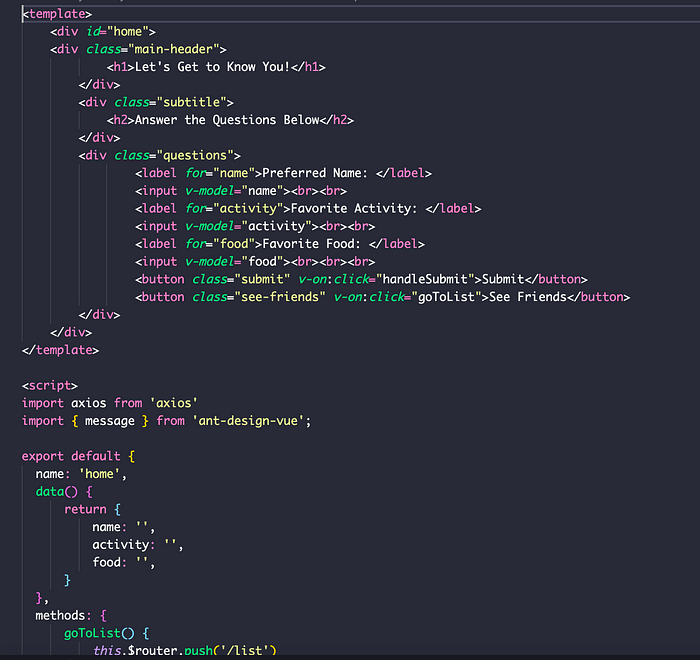 <template>
    <div id="home">
    <div class="main-header">
            <h1>Let's Get to Know You!</h1>
        </div>
        <div class="subtitle">
            <h2>Answer the Questions Below</h2>
        </div>
        <div class="questions">
                <label for="name">Preferred Name: </label>
                <input v-model="name"><br><br>
                <label for="activity">Favorite Activity: </label>
                <input v-model="activity"><br><br>
                <label for="food">Favorite Food: </label>
                <input v-model="food"><br><br><br>
                <button class="submit" v-on:click="handleSubmit">Submit</button>
                <button class="see-friends" v-on:click="goToList">See Friends</button>
        </div>
    </div>
</template>

<script>
import axios from 'axios'
import { message } from 'ant-design-vue';

export default {
  name: 'home',
  data() {
      return {
          name: '',
          activity: '',
          food: '',
      }
  },
  methods: {
      goToList() {
          this.$router.push('/list')